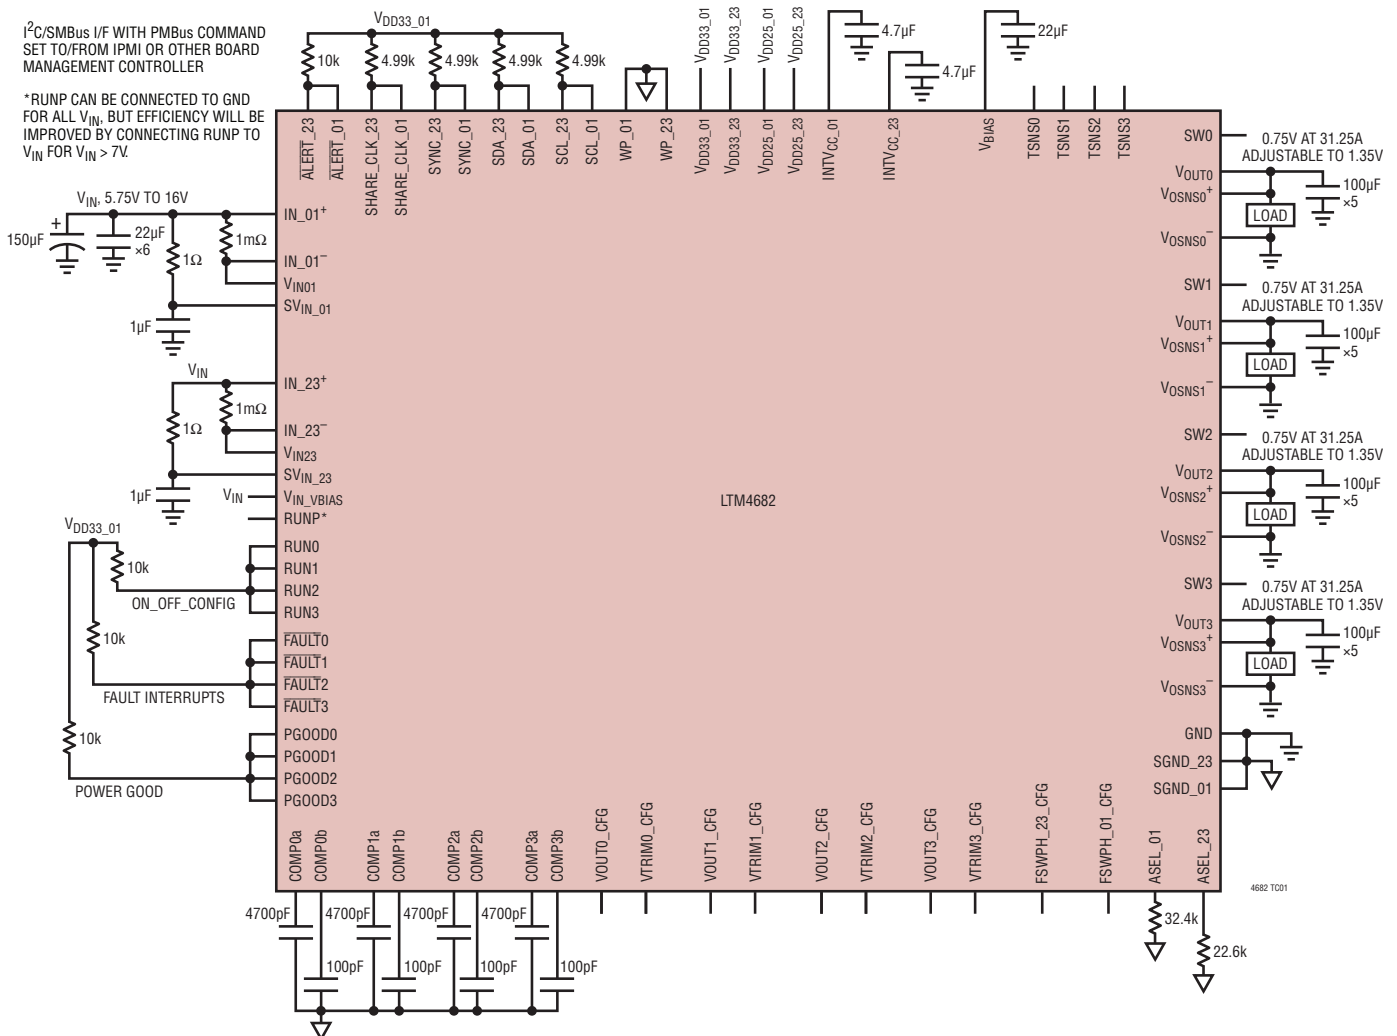 I²C/SMBus I/F WITH PMBus COMMAND
SET TO/FROM IPMI OR OTHER BOARD
MANAGEMENT CONTROLLER
*RUNP CAN BE CONNECTED TO GND
FOR ALL VIN, BUT EFFICIENCY WILL BE
IMPROVED BY CONNECTING RUNP TO
VIN FOR VIN > 7V.
VDD33_01
10k
4.99k
4.99k
4.99k
4.99k
VDD33_01
VDD33_23
VDD25_01
VDD25_23
4.7µF
4.7µF
22µF
ALERT_23
ALERT_01
SHARE_CLK_23
SHARE_CLK_01
SYNC_23
SYNC_01
SDA_23
SDA_01
SCL_23
SCL_01
WP_01
WP_23
VDD33_01
VDD33_23
VDD25_01
VDD25_23
INTVCC_01
INTVCC_23
VBIAS
TSNS0
TSNS1
TSNS2
TSNS3
VIN, 5.75V TO 16V
+
150µF
22µF
×6
1Ω
1mΩ
1µF
IN_01+
IN_01−
VIN01
SVIN_01
VIN
1Ω
1mΩ
1µF
IN_23+
IN_23−
VIN23
SVIN_23
VIN
VIN_VBIAS
RUNP*
VDD33_01
10k
ON_OFF_CONFIG
RUN0
RUN1
RUN2
RUN3
10k
FAULT INTERRUPTS
FAULT0
FAULT1
FAULT2
FAULT3
10k
POWER GOOD
PGOOD0
PGOOD1
PGOOD2
PGOOD3
LTM4682
SW0
0.75V AT 31.25A
ADJUSTABLE TO 1.35V
VOUT0
VOSNS0+
VOSNS0−
LOAD
100µF
×5
SW1
0.75V AT 31.25A
ADJUSTABLE TO 1.35V
VOUT1
VOSNS1+
VOSNS1−
LOAD
100µF
×5
SW2
0.75V AT 31.25A
ADJUSTABLE TO 1.35V
VOUT2
VOSNS2+
VOSNS2−
LOAD
100µF
×5
SW3
0.75V AT 31.25A
ADJUSTABLE TO 1.35V
VOUT3
VOSNS3+
VOSNS3−
LOAD
100µF
×5
GND
SGND_23
SGND_01
COMP0a
COMP0b
COMP1a
COMP1b
COMP2a
COMP2b
COMP3a
COMP3b
VOUT0_CFG
VTRIM0_CFG
VOUT1_CFG
VTRIM1_CFG
VOUT2_CFG
VTRIM2_CFG
VOUT3_CFG
VTRIM3_CFG
FSWPH_23_CFG
FSWPH_01_CFG
ASEL_01
ASEL_23
4682 TC01
4700pF
4700pF
4700pF
4700pF
100pF
100pF
100pF
100pF
32.4k
22.6k